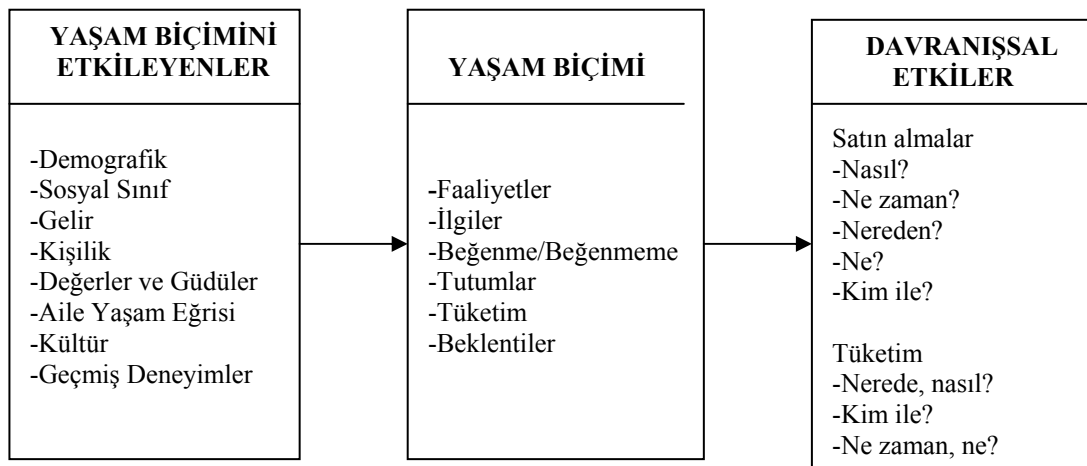 YAŞAM BİÇİMİNİ
ETKİLEYENLER
-Demografik
-Sosyal Sınıf
-Gelir
-Kişilik
-Değerler ve Güdüler
-Aile Yaşam Eğrisi
-Kültür
-Geçmiş Deneyimler
YAŞAM BİÇİMİ
-Faaliyetler
-İlgiler
-Beğenme/Beğenmeme
-Tutumlar
-Tüketim
-Beklentiler
DAVRANIŞSAL
ETKİLER
Satın almalar
-Nasıl?
-Ne zaman?
-Nereden?
-Ne?
-Kim ile?
Tüketim
-Nerede, nasıl?
-Kim ile?
-Ne zaman, ne?